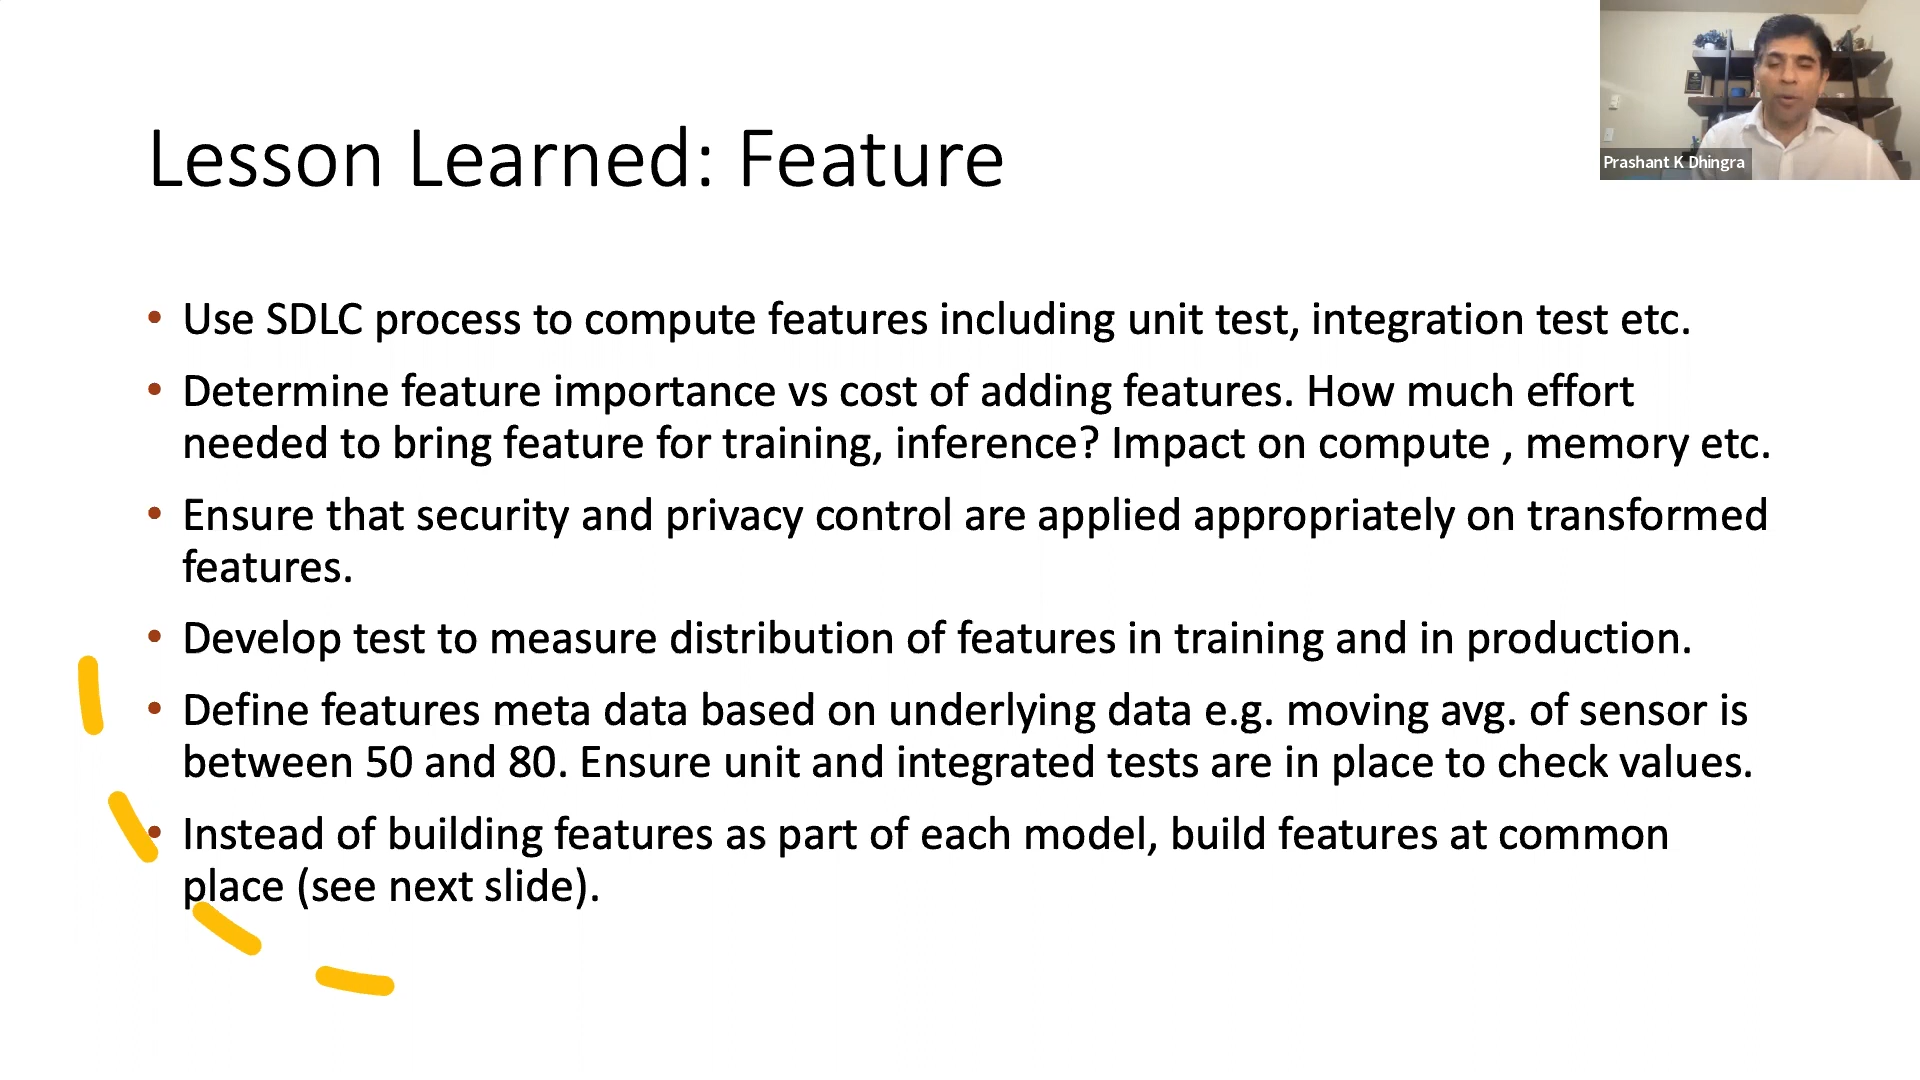 Lesson Learned: Feature
Prashant K Dhingra
• Use SDLC process to compute features including unit test, integration test etc.
• Determine feature importance vs cost of adding features. How much effort
needed to bring feature for training, inference? Impact on compute , memory etc.
• Ensure that security and privacy control are applied appropriately on transformed
features.
• Develop test to measure distribution of features in training and in production.
• Define features meta data based on underlying data e.g. moving avg. of sensor is
between 50 and 80. Ensure unit and integrated tests are in place to check values.
• Instead of building features as part of each model, build features at common
place (see next slide).